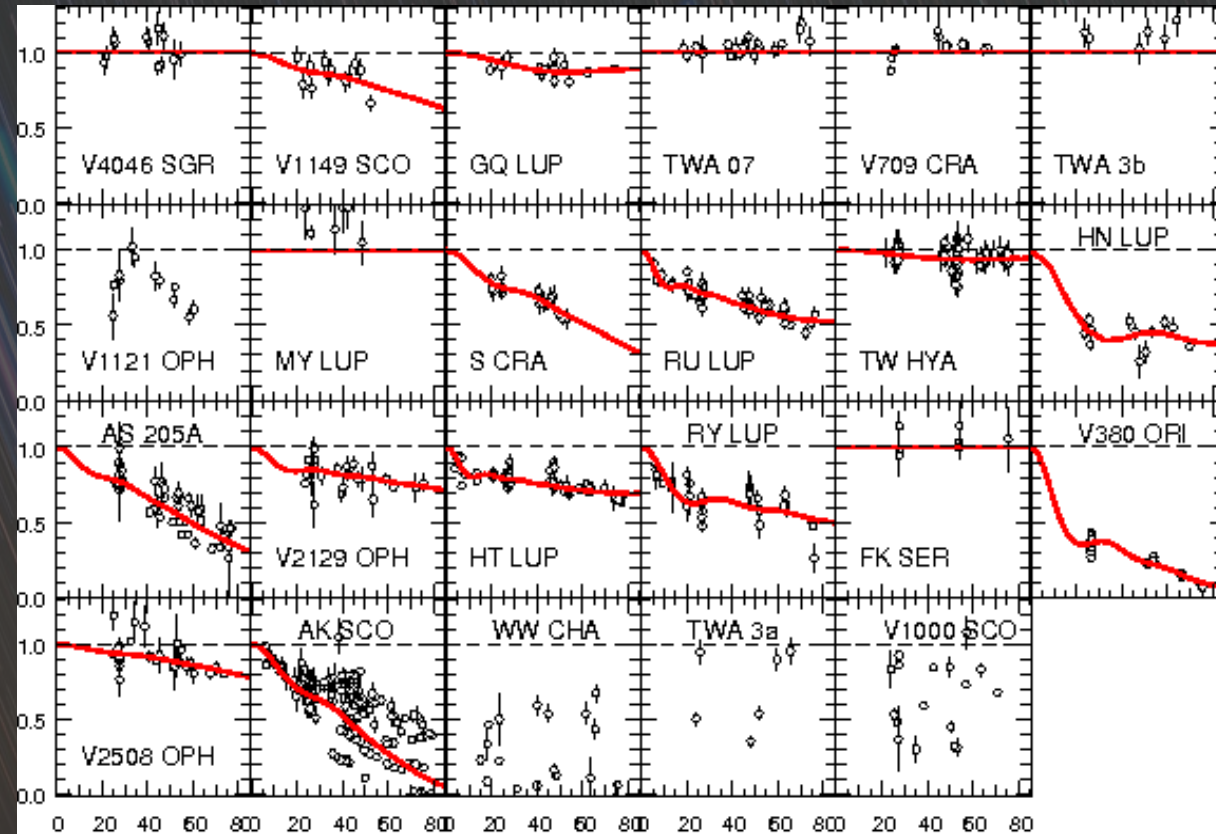 1.0
0.5
V4046 SGR V1149 SCO GQ LUP TWA 07 V709 CRA TWA 3b
0.0
1.0 HN LUP
0.5
V1121 OPH MY LUP S CRA RU LUP TW HYA
0.0
AS 205A RY LUP V380 ORI
1.0
0.5
V2129 OPH HT LUP FK SER
0.0
AK SCO WW CHA TWA 3a V1000 SCO
1.0
0.5
V2508 OPH
0.0
0 20 40 60 80 0 20 40 60 80 0 20 40 60 80 0 20 40 60 80 0 20 40 60 80